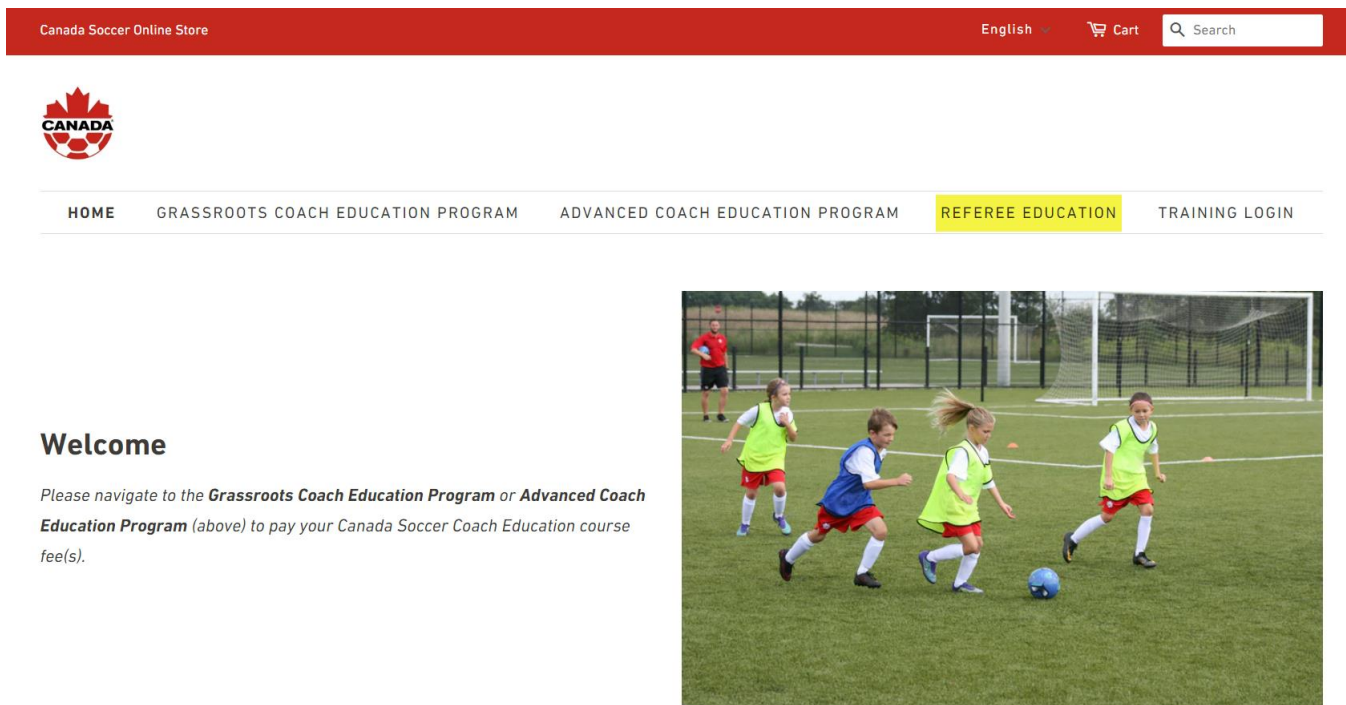 Canada Soccer Online Store
English
Cart
Search
CANADA
HOME
GRASSROOTS COACH EDUCATION PROGRAM
ADVANCED COACH EDUCATION PROGRAM
REFEREE EDUCATION
TRAINING LOGIN
Welcome
Please navigate to the Grassroots Coach Education Program or Advanced Coach
Education Program (above) to pay your Canada Soccer Coach Education course
fee(s).